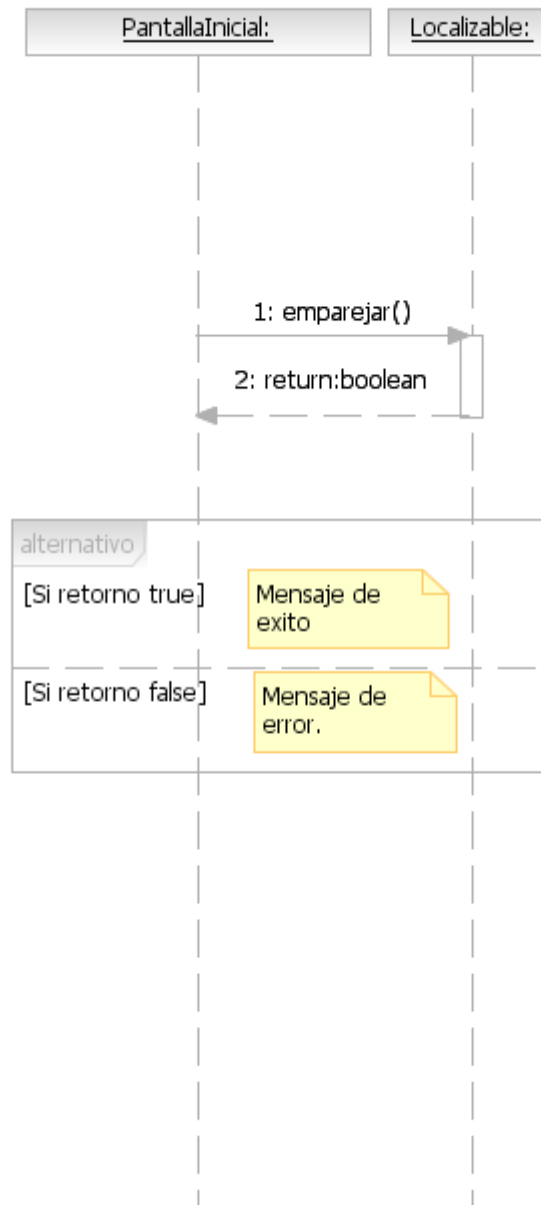 PantallaInicial:
Localizable:
1: emparejar()
2: return:boolean
alternativo
[Si retorno true]
Mensaje de
exito
[Si retorno false]
Mensaje de
error.